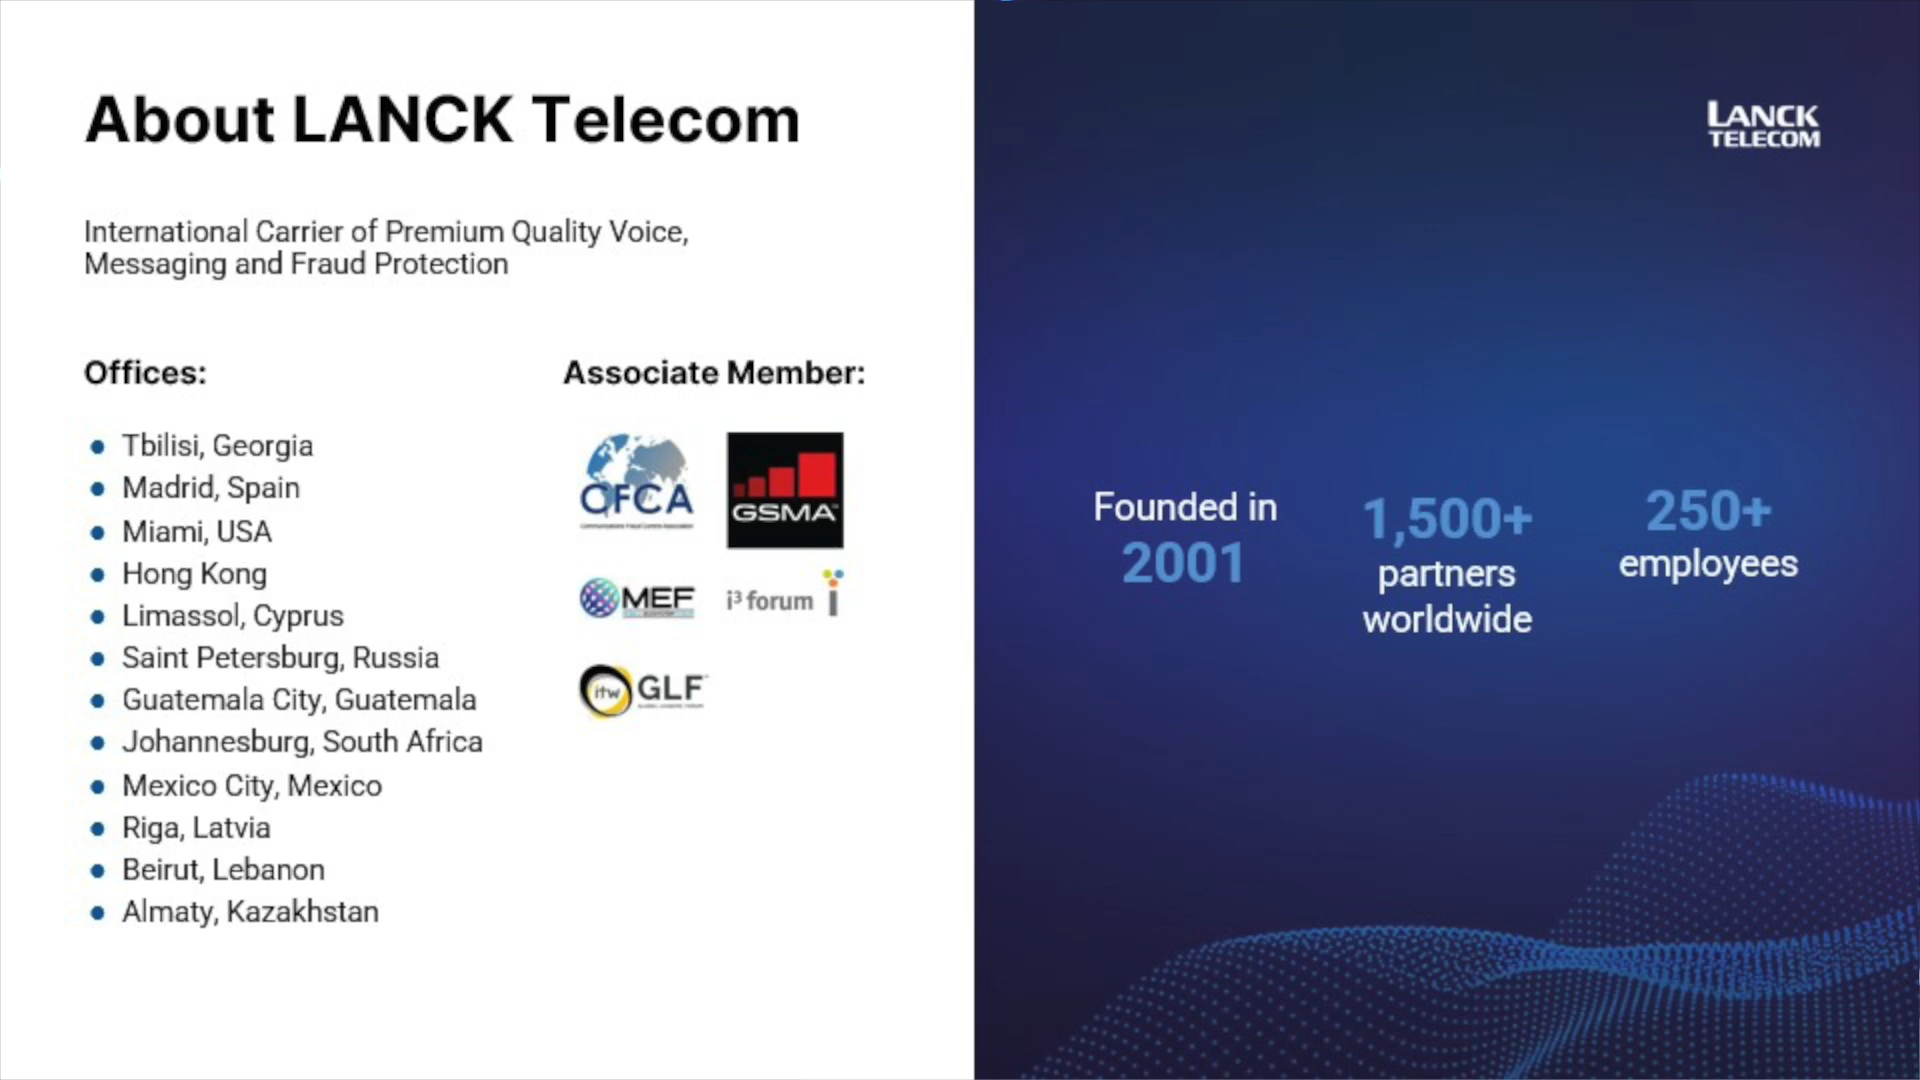 About LANCK Telecom
International Carrier of Premium Quality Voice,
Messaging and Fraud Protection
Offices:
Tbilisi, Georgia
Madrid, Spain
Miami, USA
Hong Kong
Limassol, Cyprus
Saint Petersburg, Russia
Guatemala City, Guatemala
Johannesburg, South Africa
Mexico City, Mexico
Riga, Latvia
Beirut, Lebanon
Almaty, Kazakhstan
Associate Member:
CFCA
GSMA™
MEF
i³ forum
itw GLF
LANCK
TELECOM
Founded in
2001
1,500+
partners
worldwide
250+
employees